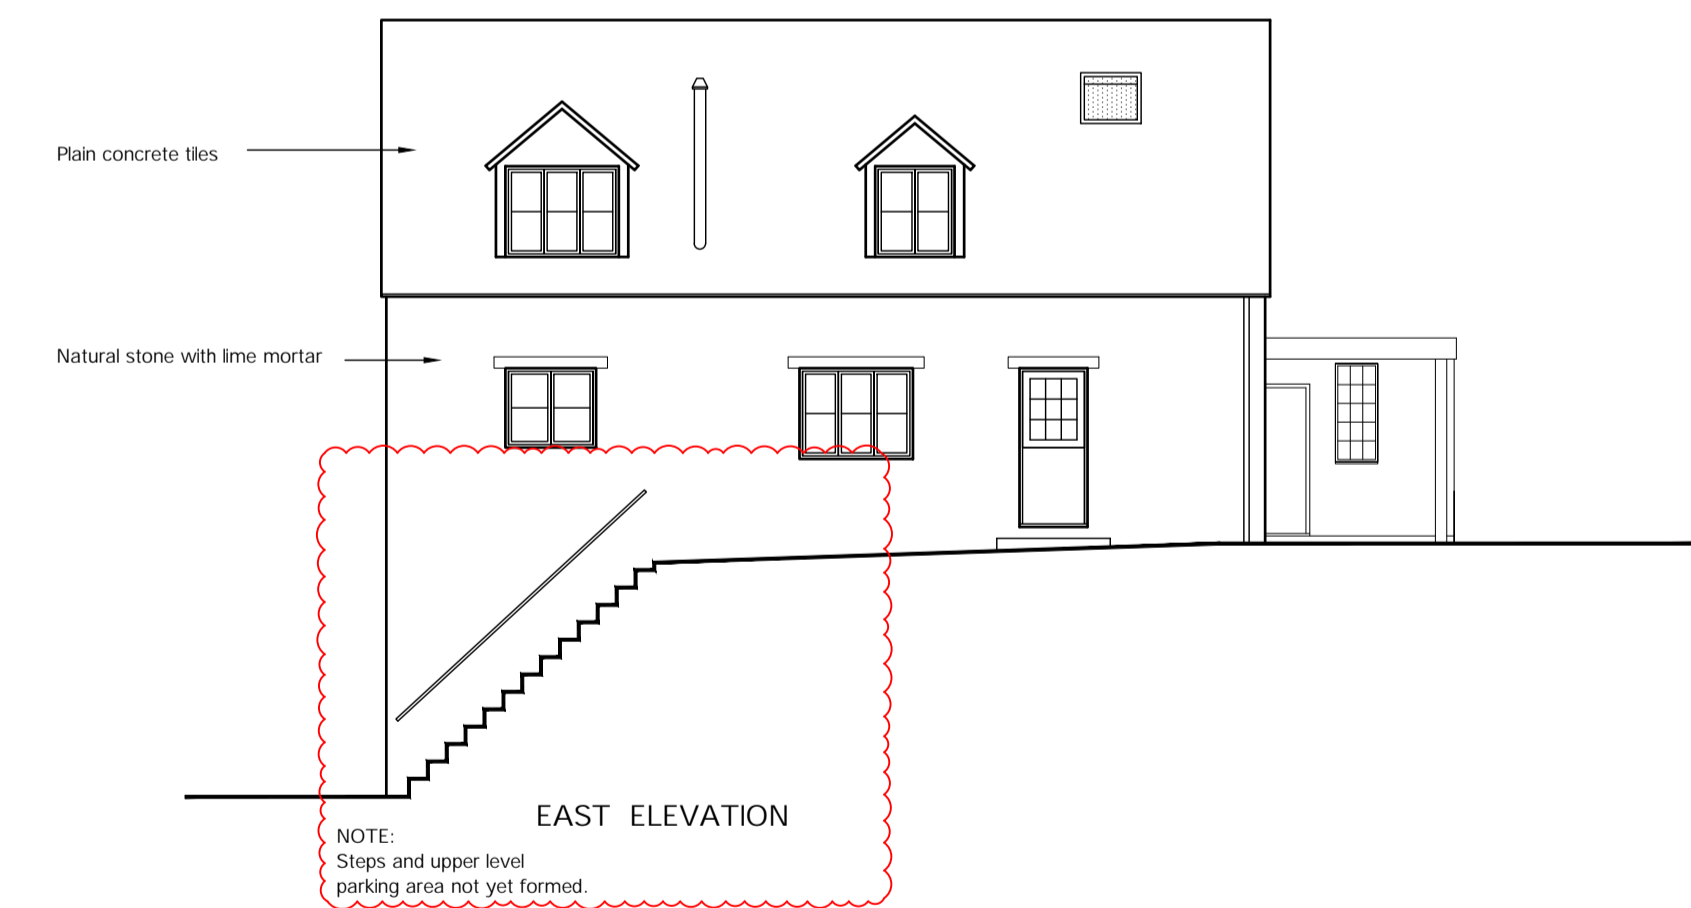 Plain concrete tiles
Natural stone with lime mortar
EAST ELEVATION
NOTE:
Steps and upper level
parking area not yet formed.